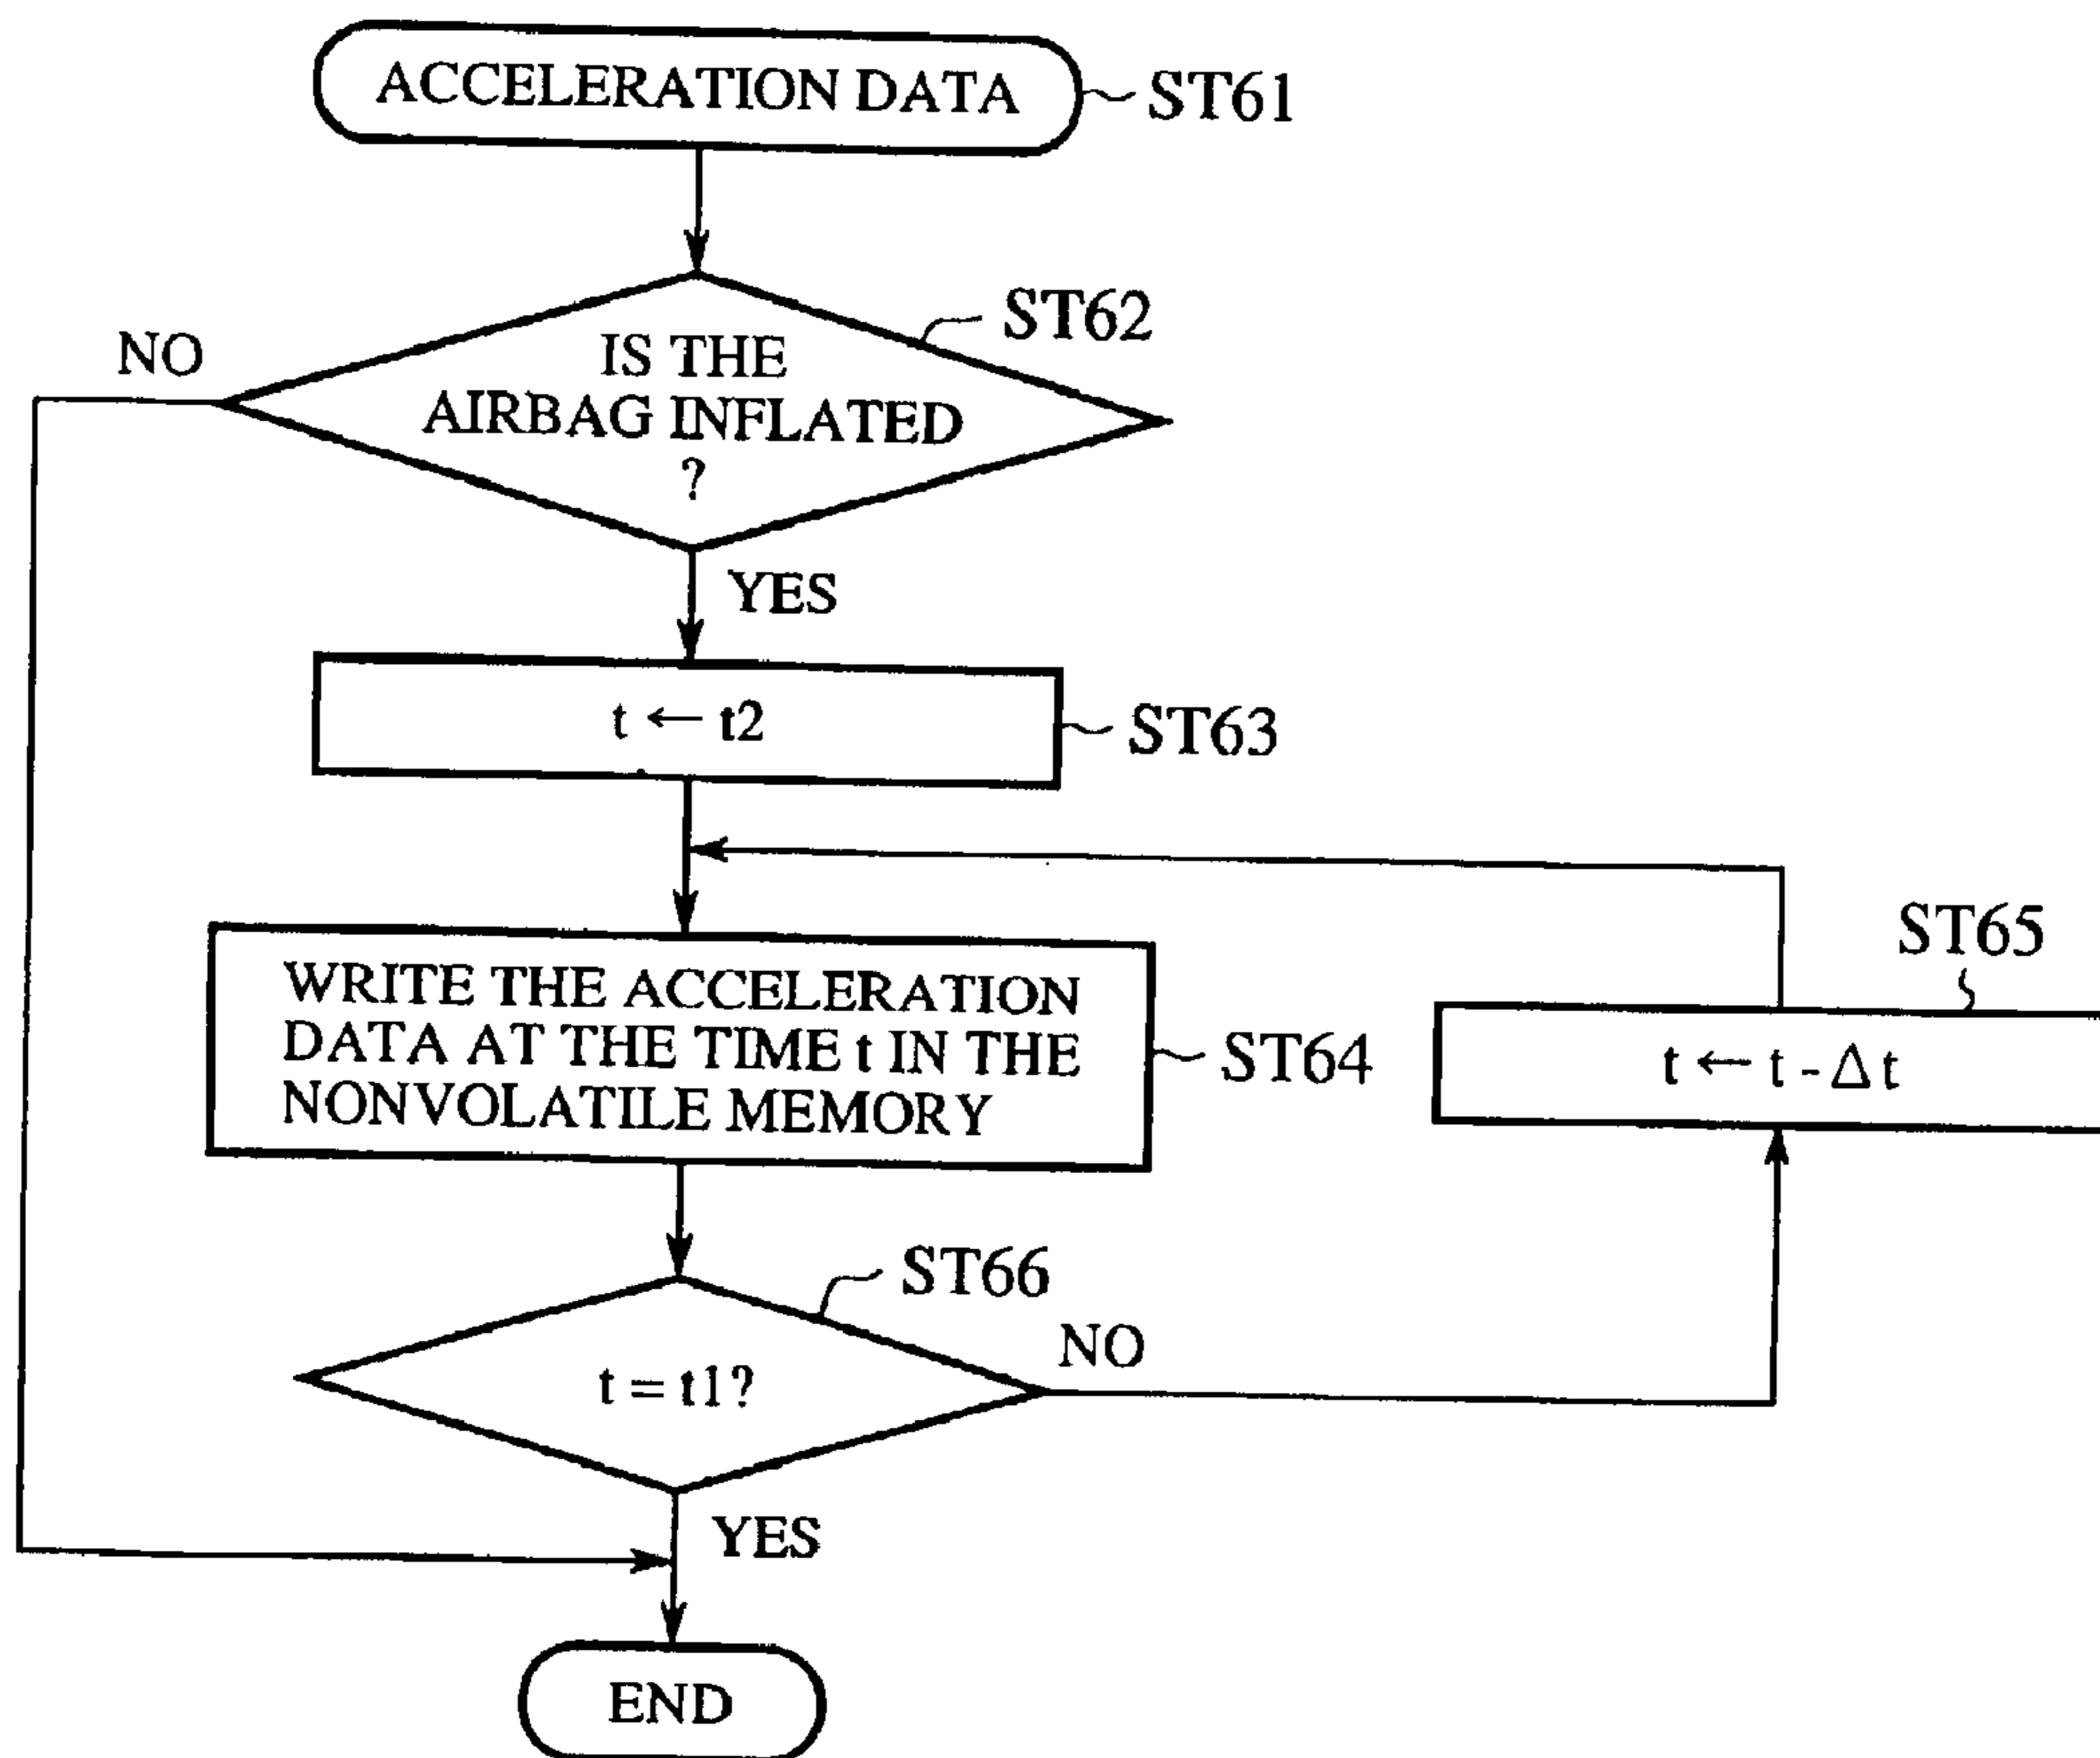 ACCELERATION DATA
ST61
ST62
NO
IS THE
AIRBAG INFLATED
?
YES
t ← t2
ST63
ST65
WRITE THE ACCELERATION
DATA AT THE TIME t IN THE
NONVOLATILE MEMORY
ST64
t ← t - Δ t
ST66
NO
t = t1?
YES
END